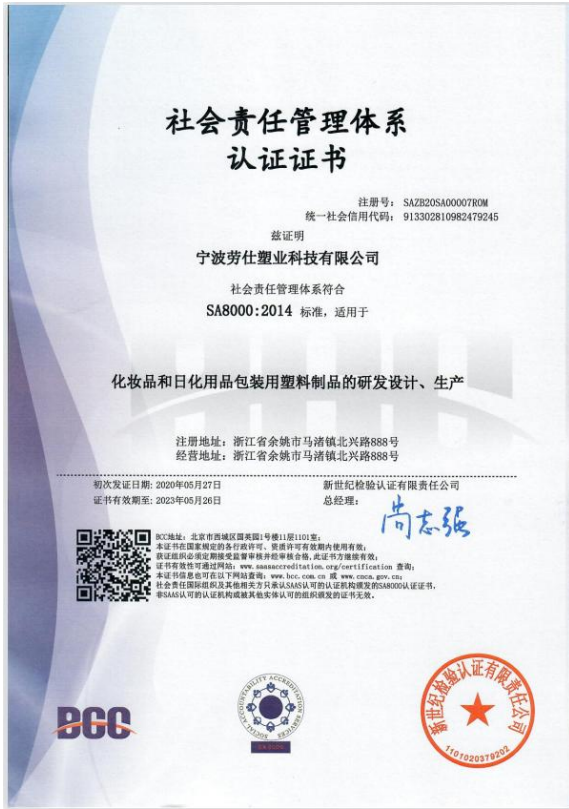 社会责任管理体系
认证证书
注册号: SAZB20SA00007R0M
统一社会信用代码: 913302810982479245
兹证明
宁波劳仕塑业科技有限公司
社会责任管理体系符合
SA8000:2014 标准，适用于
化妆品和日化用品包装用塑料制品的研发设计、生产
注册地址: 浙江省余姚市马渚镇北兴路888号
经营地址: 浙江省余姚市马渚镇北兴路888号
初次发证日期: 2020年05月27日
新世纪检验认证有限责任公司
证书有效期至: 2023年05月26日
总经理:
尚志强
BCC地址: 北京市西城区国英园1号楼11层1101室;
本证书在国家规定的各行政许可、资质许可有效期内使用有效;
获证组织必须定期接受监督审核并经审核合格,此证书方继续有效;
证书有效性可通过网站: www.saasaccreditation.org/certification 查询;
本证书信息也可在以下网站查询: www.bcc.com.cn 或 www.cnca.gov.cn;
社会责任国际组织及其他相关方只承认SAAS认可的认证机构颁发的SA8000认证证书,
非SAAS认可的认证机构或被其他实体认可的组织颁发的证书无效。
BCC
SOCIAL ACCOUNTABILITY ACCREDITATION SERVICES
新世纪检验认证有限责任公司
1101020379202